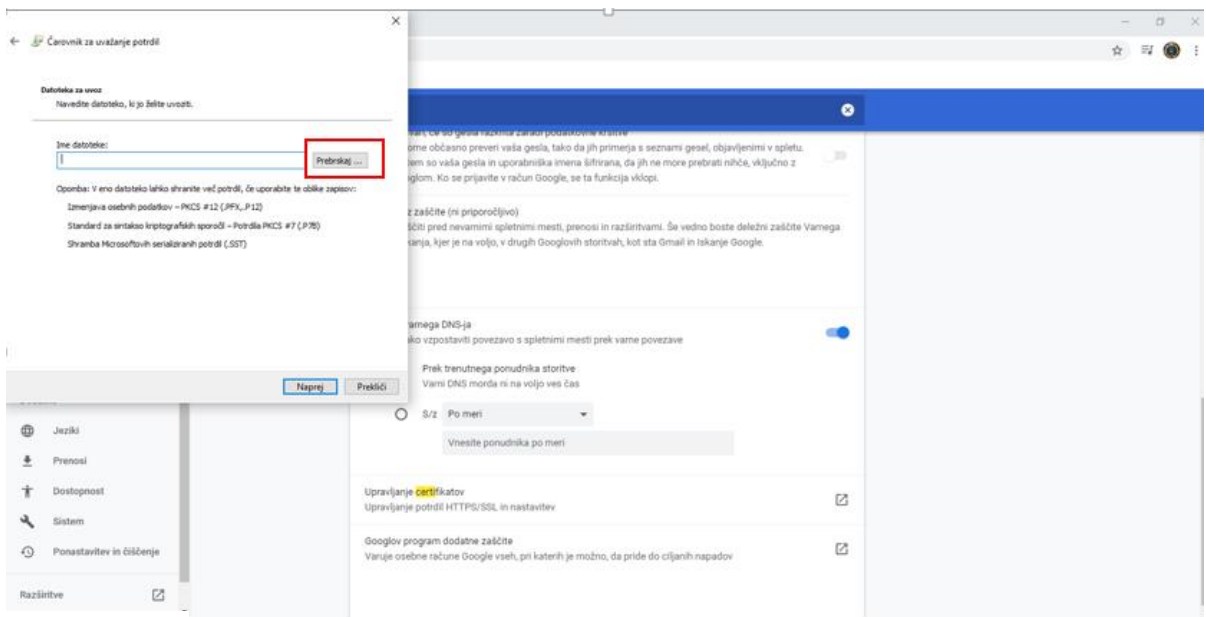 Čarovnik za uvažanje potrdil
Datoteka za uvoz
Navedite datoteko, ki jo želite uvoziti.
Ime datoteke:
Prebrskaj ...
Opomba: V eno datoteko lahko shranite več potrdil, če uporabite te oblike zapisov:
Izmenjava osebnih podatkov – PKCS #12 (.PFX,.P12)
Standard za sintakso kriptografskih sporočil – Potrdila PKCS #7 (.P7B)
Shramba Microsoftovih serializiranih potrdil (.SST)
Naprej
Prekliči
Jeziki
Prenosi
Dostopnost
Sistem
Ponastavitev in čiščenje
Razširitve
občasno preveri vaša gesla, tako da jih primerja s seznami gesel, objavljenimi v spletu.
so vaša gesla in uporabniška imena šifrirana, da jih ne more prebrati nihče, vključno z
Ko se prijavite v račun Google, se ta funkcija vklopi.
z zaščite (ni priporočljivo)
pred nevarnimi spletnimi mesti, prenosi in razširitvami. Še vedno boste deležni zaščite Varnega
kjer je na voljo, v drugih Googlovih storitvah, kot sta Gmail in Iskanje Google.
DNS-ja
vzpostaviti povezavo s spletnimi mesti prek varne povezave
Prek trenutnega ponudnika storitve
Varni DNS morda ni na voljo ves čas
S/z Po meri
Vnesite ponudnika po meri
Upravljanje certifikatov
Upravljanje potrdil HTTPS/SSL in nastavitev
Googlov program dodatne zaščite
Varuje osebne račune Google vseh, pri katerih je možno, da pride do ciljanih napadov